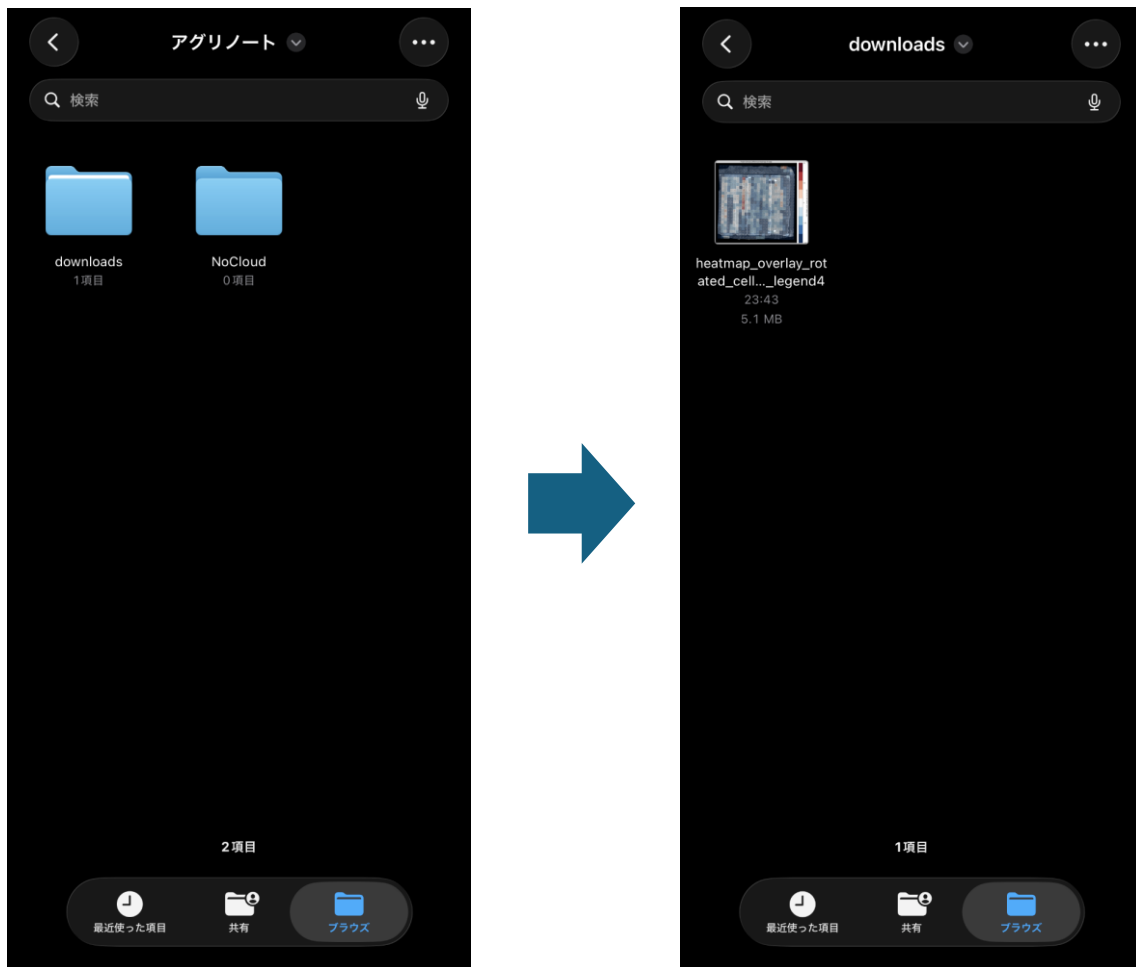 アグリノート
検索
downloads
1項目
NoCloud
0項目
2項目
最近使った項目
共有
ブラウズ
downloads
検索
heatmap_overlay_rot
ated_cell..._legend4
23:43
5.1 MB
1項目
最近使った項目
共有
ブラウズ